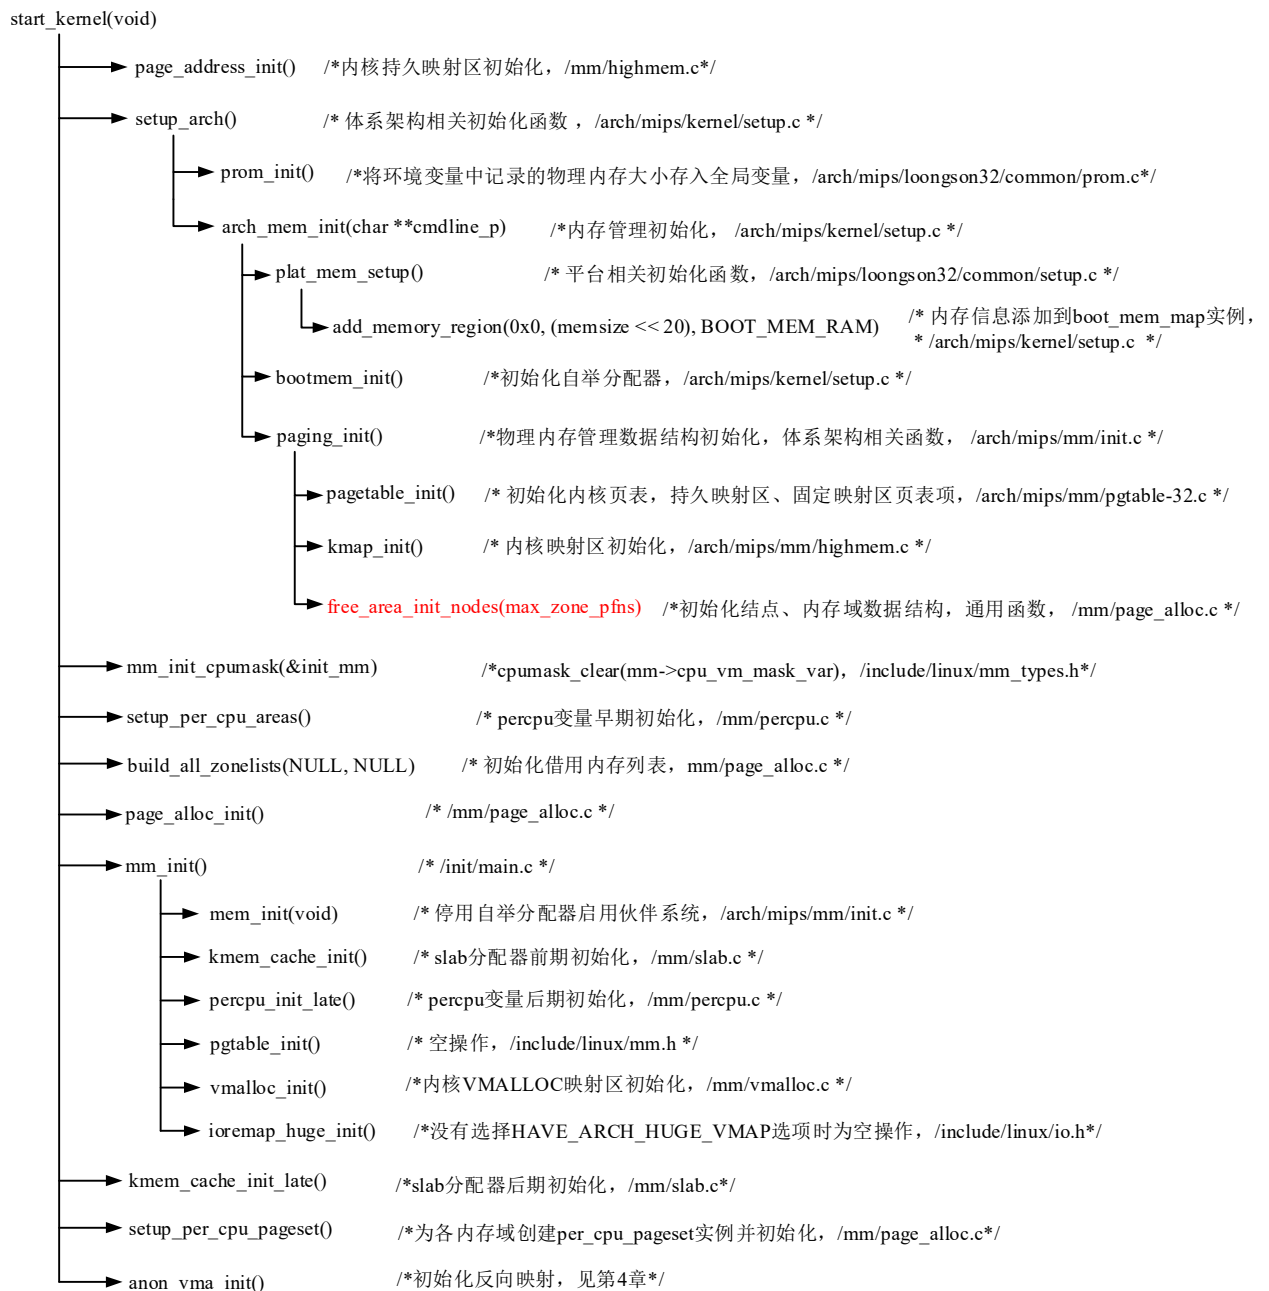 start_kernel(void)
page_address_init() /*内核持久映射区初始化，/mm/highmem.c*/
setup_arch() /* 体系架构相关初始化函数 ，/arch/mips/kernel/setup.c */
prom_init() /*将环境变量中记录的物理内存大小存入全局变量，/arch/mips/loongson32/common/prom.c*/
arch_mem_init(char **cmdline_p) /*内存管理初始化， /arch/mips/kernel/setup.c */
plat_mem_setup() /* 平台相关初始化函数，/arch/mips/loongson32/common/setup.c */
add_memory_region(0x0, (memsize << 20), BOOT_MEM_RAM) /* 内存信息添加到boot_mem_map实例，
* /arch/mips/kernel/setup.c */
bootmem_init() /*初始化自举分配器，/arch/mips/kernel/setup.c */
paging_init() /*物理内存管理数据结构初始化，体系架构相关函数， /arch/mips/mm/init.c */
pagetable_init() /* 初始化内核页表，持久映射区、固定映射区页表项，/arch/mips/mm/pgtable-32.c */
kmap_init() /* 内核映射区初始化，/arch/mips/mm/highmem.c */
free_area_init_nodes(max_zone_pfns) /*初始化结点、内存域数据结构，通用函数， /mm/page_alloc.c */
mm_init_cpumask(&init_mm) /*cpumask_clear(mm->cpu_vm_mask_var)，/include/linux/mm_types.h*/
setup_per_cpu_areas() /* percpu变量早期初始化，/mm/percpu.c */
build_all_zonelists(NULL, NULL) /* 初始化借用内存列表，mm/page_alloc.c */
page_alloc_init() /* /mm/page_alloc.c */
mm_init() /* /init/main.c */
mem_init(void) /* 停用自举分配器启用伙伴系统，/arch/mips/mm/init.c */
kmem_cache_init() /* slab分配器前期初始化，/mm/slab.c */
percpu_init_late() /* percpu变量后期初始化，/mm/percpu.c */
pgtable_init() /* 空操作，/include/linux/mm.h */
vmalloc_init() /*内核VMALLOC映射区初始化，/mm/vmalloc.c */
ioremap_huge_init() /*没有选择HAVE_ARCH_HUGE_VMAP选项时为空操作，/include/linux/io.h*/
kmem_cache_init_late() /*slab分配器后期初始化，/mm/slab.c*/
setup_per_cpu_pageset() /*为各内存域创建per_cpu_pageset实例并初始化，/mm/page_alloc.c*/
anon_vma_init() /*初始化反向映射，见第4章*/